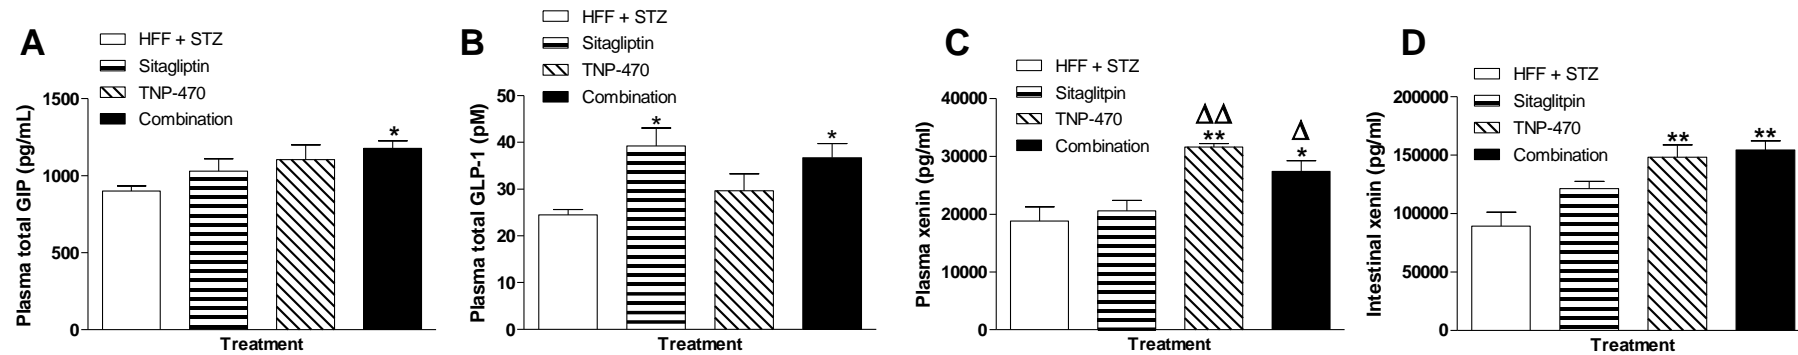 A
HFF + STZ
Sitagliptin
TNP-470
Combination
Plasma total GIP (pg/mL)
1500
1000
500
0
*
Treatment
B
HFF + STZ
Sitagliptin
TNP-470
Combination
Plasma total GLP-1 (pM)
50
40
30
20
10
0
*
*
Treatment
C
HFF + STZ
Sitaglitpin
TNP-470
Combination
Plasma xenin (pg/ml)
40000
30000
20000
10000
0
ΔΔ
**
Δ
*
Treatment
D
HFF + STZ
Sitaglitpin
TNP-470
Combination
Intestinal xenin (pg/ml)
200000
150000
100000
50000
0
**
**
Treatment